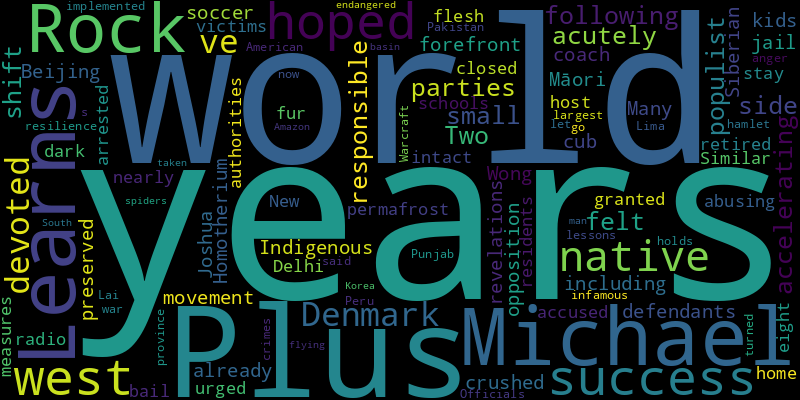 implemented
endangered
soccer
flesh
following
kids
Rock
victims
Pakistan
Siberian
hoped
ve
American
basin
forefront
acutely
anger
shift
Beijing
now
closed
coach
jail
world
fur
parties
Māori
stay
Learns
arrested
authorities
responsible
schools
host
Many
populist
side
s
Amazon
Warcraft
small
largest
resilience
Two
let
go
Lima
hamlet
dark
cub
retired
nearly
taken
intact
Similar
years
devoted
spiders
New
Wong
granted
abusing
permafrost
South
Joshua
Homotherium
revelations
residents
opposition
felt
man
accelerating
preserved
Indigenous
Punjab
native
lessons
Delhi
said
holds
including
Korea
measures
Lai
movement
Peru
infamous
war
Plus
Denmark
Michael
accused
defendants
eight
radio
province
crimes
flying
turned
west
already
crushed
success
home
bail
urged
Officials